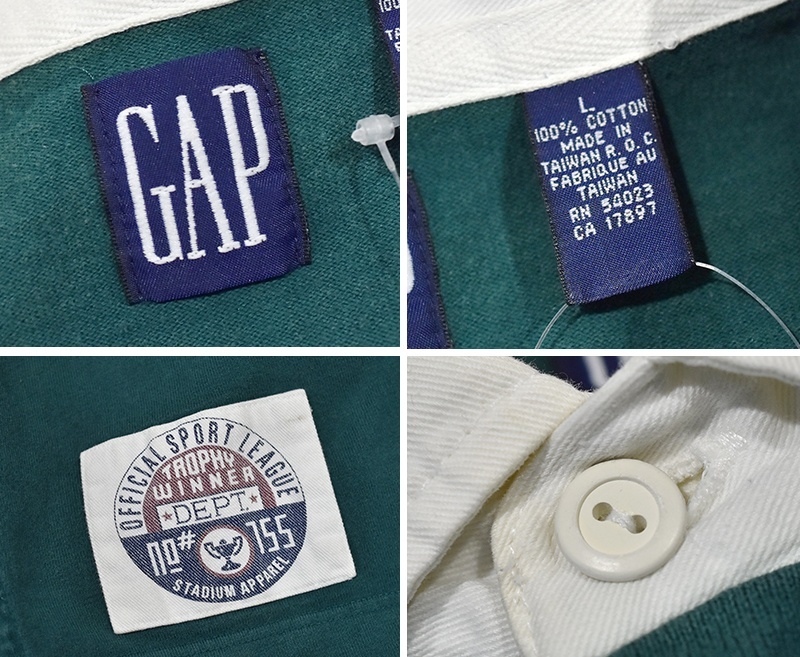 GAP
L
100% COTTON
MADE IN
TAIWAN R.O.C.
FABRIQUE AU
TAIWAN
RN 54023
CA 17897
OFFICIAL SPORT LEAGUE
TROPHY
WINNER
DEPT.
NO# 755
STADIUM APPAREL